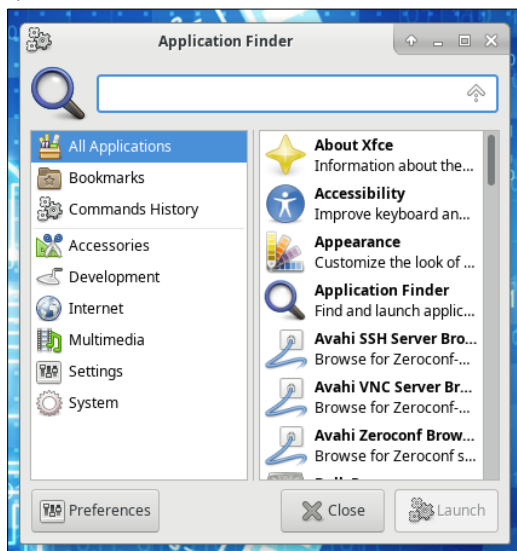 Application Finder
All Applications
Bookmarks
Commands History
Accessories
Development
Internet
Multimedia
Settings
System
About Xfce
Information about the...
Accessibility
Improve keyboard an...
Appearance
Customize the look of ...
Application Finder
Find and launch applic...
Avahi SSH Server Bro...
Browse for Zeroconf-...
Avahi VNC Server Br...
Browse for Zeroconf-...
Avahi Zeroconf Brow...
Browse for Zeroconf s...
Preferences
Close
Launch